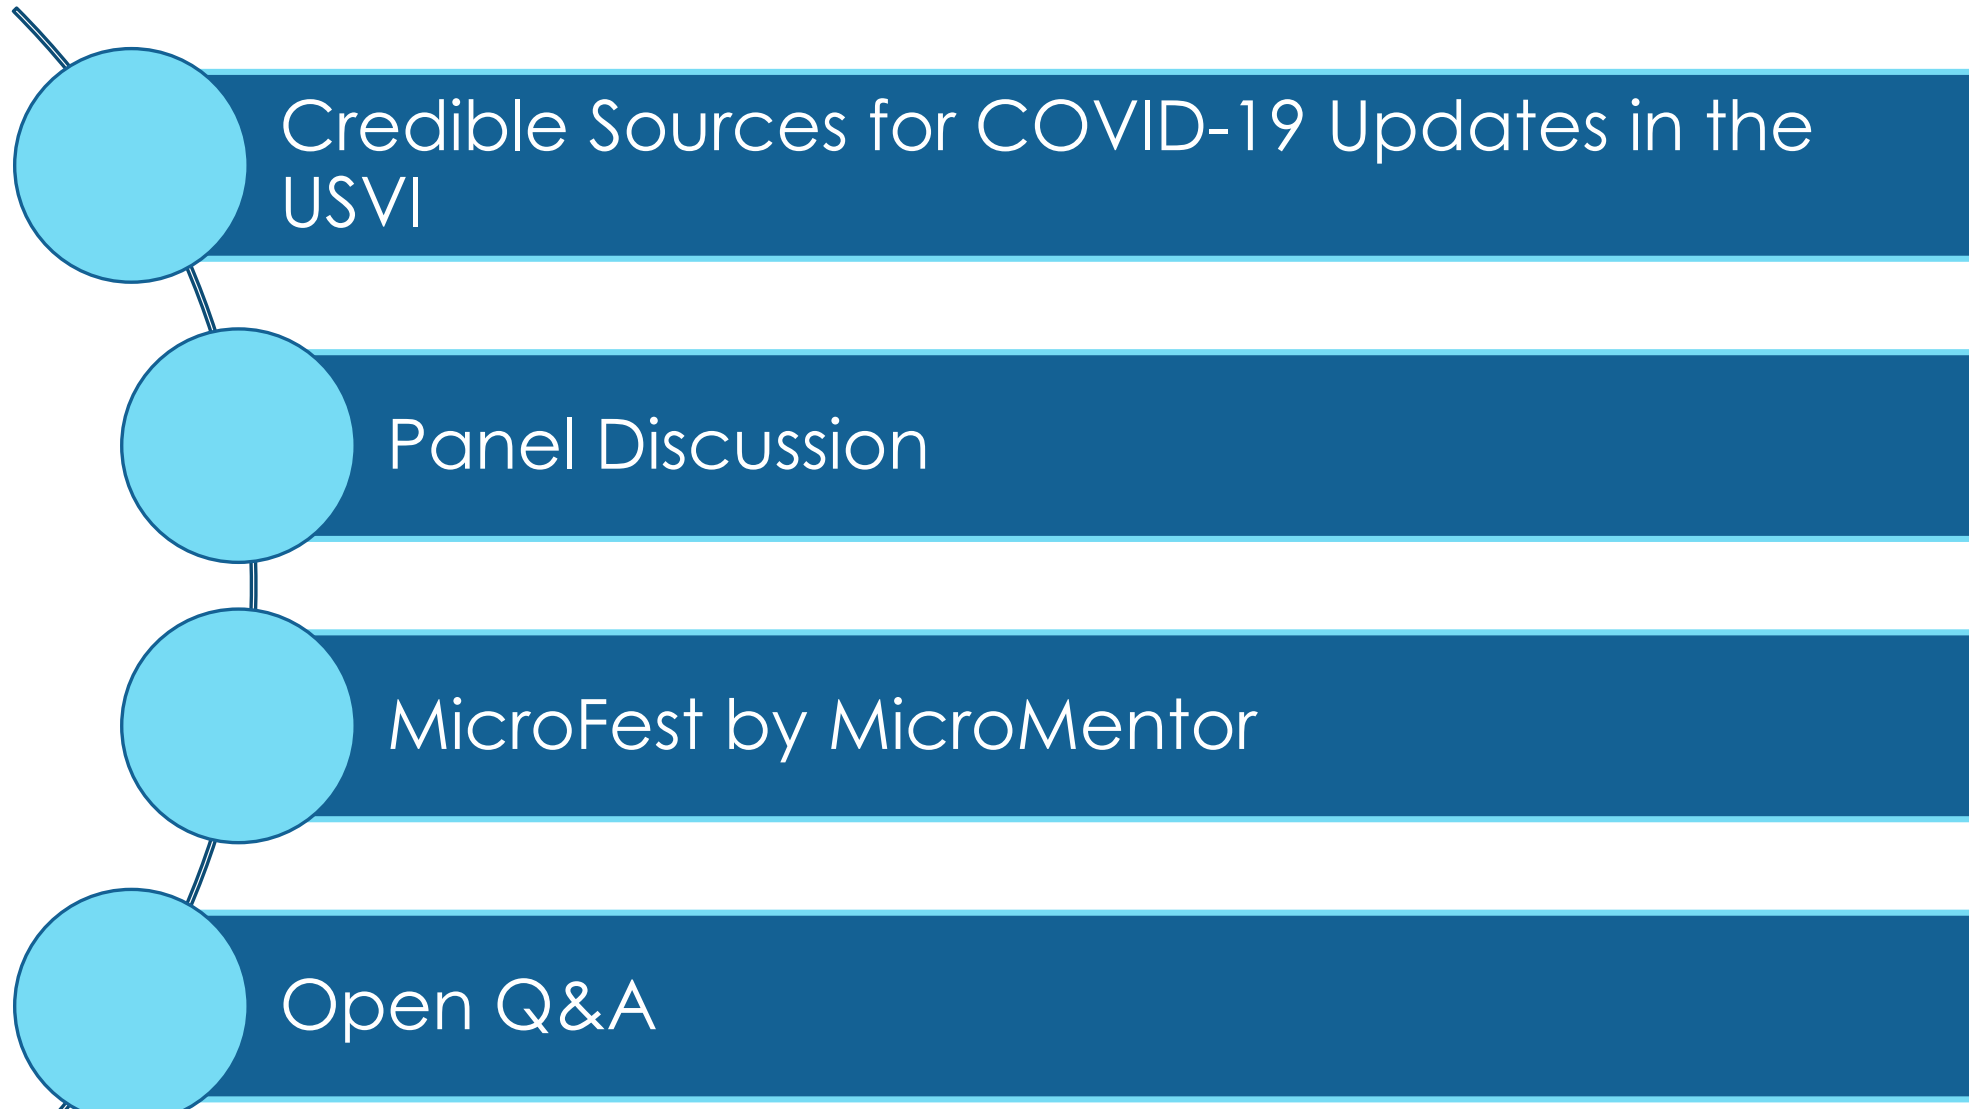 Credible Sources for COVID-19 Updates in the
USVI
Panel Discussion
MicroFest by MicroMentor
Open Q&A